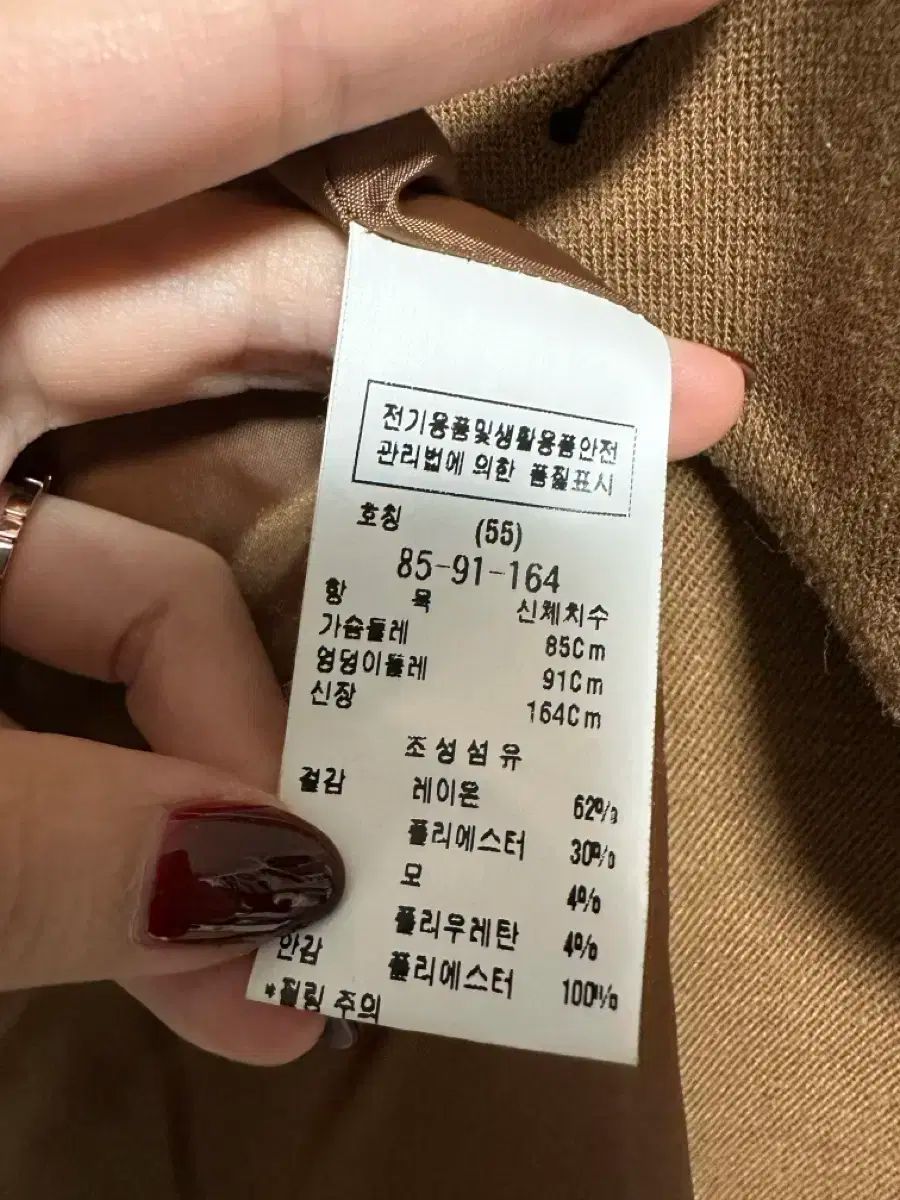 전기용품및생활용품안전
관리법에 의한 품질표시
호칭 (55)
85-91-164
항 목 신체치수
가슴둘레 85Cm
엉덩이둘레 91Cm
신장 164Cm
조성섬유
겉감 레이온 62%
폴리에스터 30%
모 4%
폴리우레탄 4%
안감 폴리에스터 100%
*필링 주의